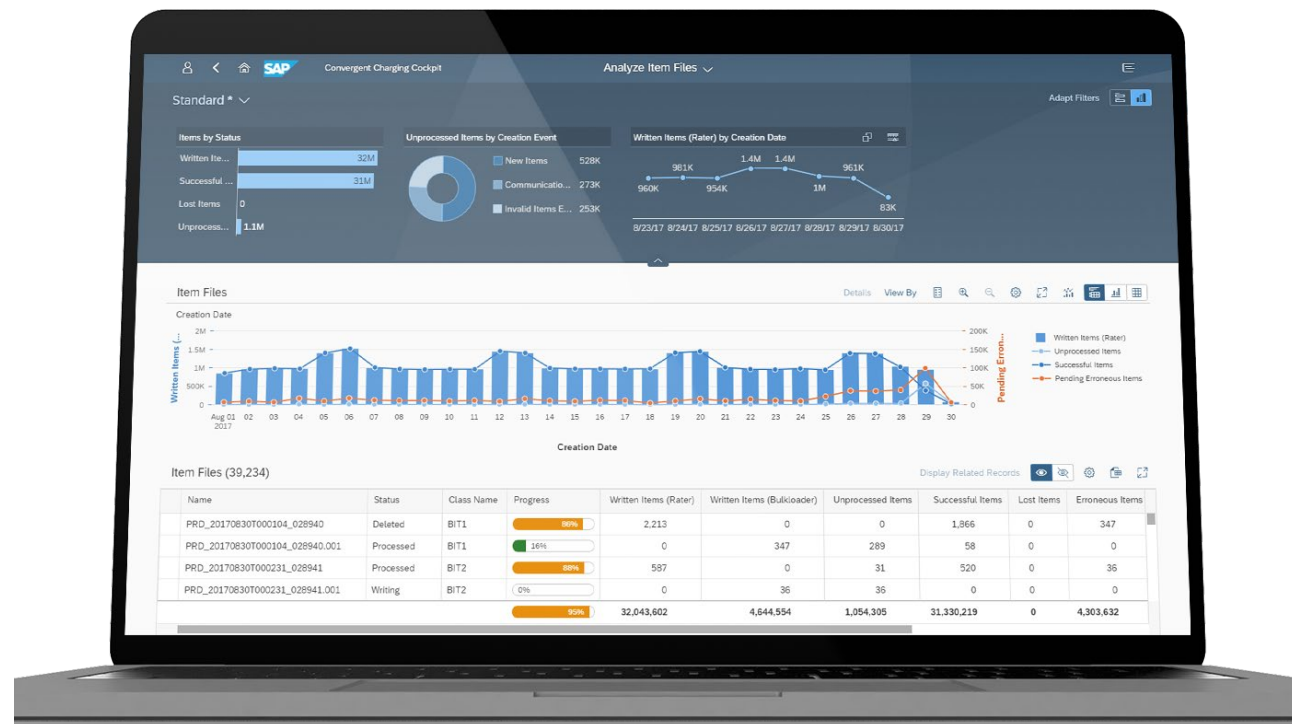 SAP Convergent Charging Cockpit Analyze Item Files
Standard * Adapt Filters
Items by Status
Written Ite... 32M
Successful ... 31M
Lost Items 0
Unprocess... 1.1M
Unprocessed Items by Creation Event
New Items 528K
Communicatio... 273K
Invalid Items E... 253K
Written Items (Rater) by Creation Date
960K 981K 954K 1.4M 1.4M 1M 961K 83K
8/23/17 8/24/17 8/25/17 8/26/17 8/27/17 8/28/17 8/29/17 8/30/17
Item Files Details View By
Creation Date
Written Items (...
2M
1.5M
1M
500K
0
200K
150K
100K
50K
0
Pending Erron...
Written Items (Rater)
Unprocessed Items
Successful Items
Pending Erroneous Items
Aug 01 02 03 04 05 06 07 08 09 10 11 12 13 14 15 16 17 18 19 20 21 22 23 24 25 26 27 28 29 30
2017
Creation Date
Item Files (39,234) Display Related Records
Name Status Class Name Progress Written Items (Rater) Written Items (Bulkloader) Unprocessed Items Successful Items Lost Items Erroneous Items
PRD_20170830T000104_028940 Deleted BIT1 86% 2,213 0 0 1,866 0 347
PRD_20170830T000104_028940.001 Processed BIT1 16% 0 347 289 58 0 0
PRD_20170830T000231_028941 Processed BIT2 88% 587 0 31 520 0 36
PRD_20170830T000231_028941.001 Writing BIT2 0% 0 36 36 0 0 0
95% 32,043,602 4,644,554 1,054,305 31,330,219 0 4,303,632